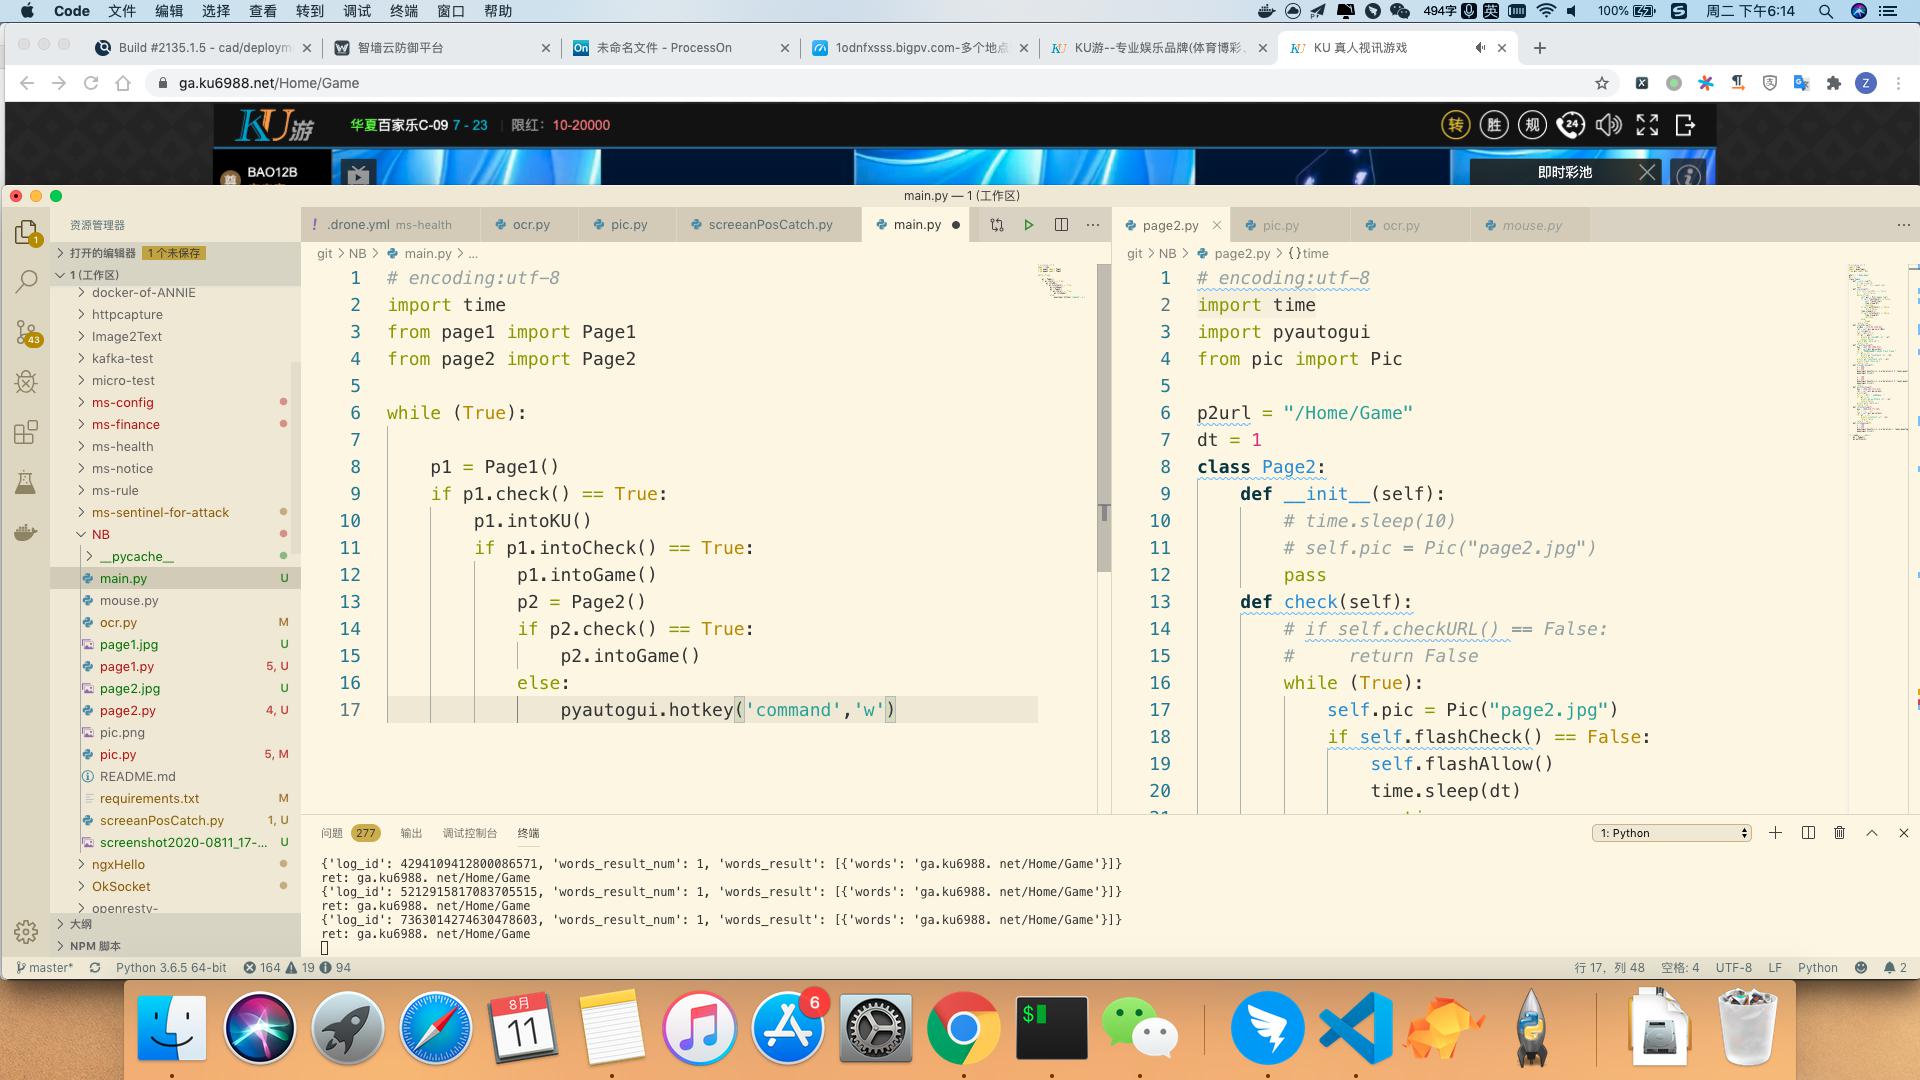 Code 文件 编辑 选择 查看 转到 调试 终端 窗口 帮助 494字 英 100% 周二 下午6:14
Build #2135.1.5 - cad/deploym
智墙云防御平台
On 未命名文件 - ProcessOn
1odnfxsss.bigpv.com-多个地点
KU游--专业娱乐品牌(体育博彩、
KU 真人视讯游戏
ga.ku6988.net/Home/Game
Z
KU游 华夏百家乐C-09 7 - 23 限红: 10-20000 转 胜 规 24
BAO12B
即时彩池
main.py — 1 (工作区)
资源管理器
打开的编辑器 1 个未保存
1 (工作区)
docker-of-ANNIE
httpcapture
Image2Text
kafka-test
micro-test
ms-config
ms-finance
ms-health
ms-notice
ms-rule
ms-sentinel-for-attack
NB
__pycache__
main.py U
mouse.py
ocr.py M
page1.jpg U
page1.py 5, U
page2.jpg U
page2.py 4, U
pic.png
pic.py 5, M
README.md
requirements.txt M
screeanPosCatch.py 1, U
screenshot2020-0811_17-... U
ngxHello
OkSocket
openresty-
大纲
NPM 脚本
1
43
! .drone.yml ms-health
ocr.py
pic.py
screeanPosCatch.py
main.py
git > NB > main.py > ...
1 # encoding:utf-8
2 import time
3 from page1 import Page1
4 from page2 import Page2
5
6 while (True):
7
8 p1 = Page1()
9 if p1.check() == True:
10 p1.intoKU()
11 if p1.intoCheck() == True:
12 p1.intoGame()
13 p2 = Page2()
14 if p2.check() == True:
15 p2.intoGame()
16 else:
17 pyautogui.hotkey('command','w')
page2.py
pic.py
ocr.py
mouse.py
git > NB > page2.py > {} time
1 # encoding:utf-8
2 import time
3 import pyautogui
4 from pic import Pic
5
6 p2url = "/Home/Game"
7 dt = 1
8 class Page2:
9 def __init__(self):
10 # time.sleep(10)
11 # self.pic = Pic("page2.jpg")
12 pass
13 def check(self):
14 # if self.checkURL() == False:
15 # return False
16 while (True):
17 self.pic = Pic("page2.jpg")
18 if self.flashCheck() == False:
19 self.flashAllow()
20 time.sleep(dt)
问题 277 输出 调试控制台 终端 1: Python
{'log_id': 4294109412800086571, 'words_result_num': 1, 'words_result': [{'words': 'ga.ku6988. net/Home/Game'}]}
ret: ga.ku6988. net/Home/Game
{'log_id': 5212915817083705515, 'words_result_num': 1, 'words_result': [{'words': 'ga.ku6988. net/Home/Game'}]}
ret: ga.ku6988. net/Home/Game
{'log_id': 7363014274630478603, 'words_result_num': 1, 'words_result': [{'words': 'ga.ku6988. net/Home/Game'}]}
ret: ga.ku6988. net/Home/Game
master* Python 3.6.5 64-bit 164 19 94 行 17, 列 48 空格: 4 UTF-8 LF Python 2
8月
11
6
$